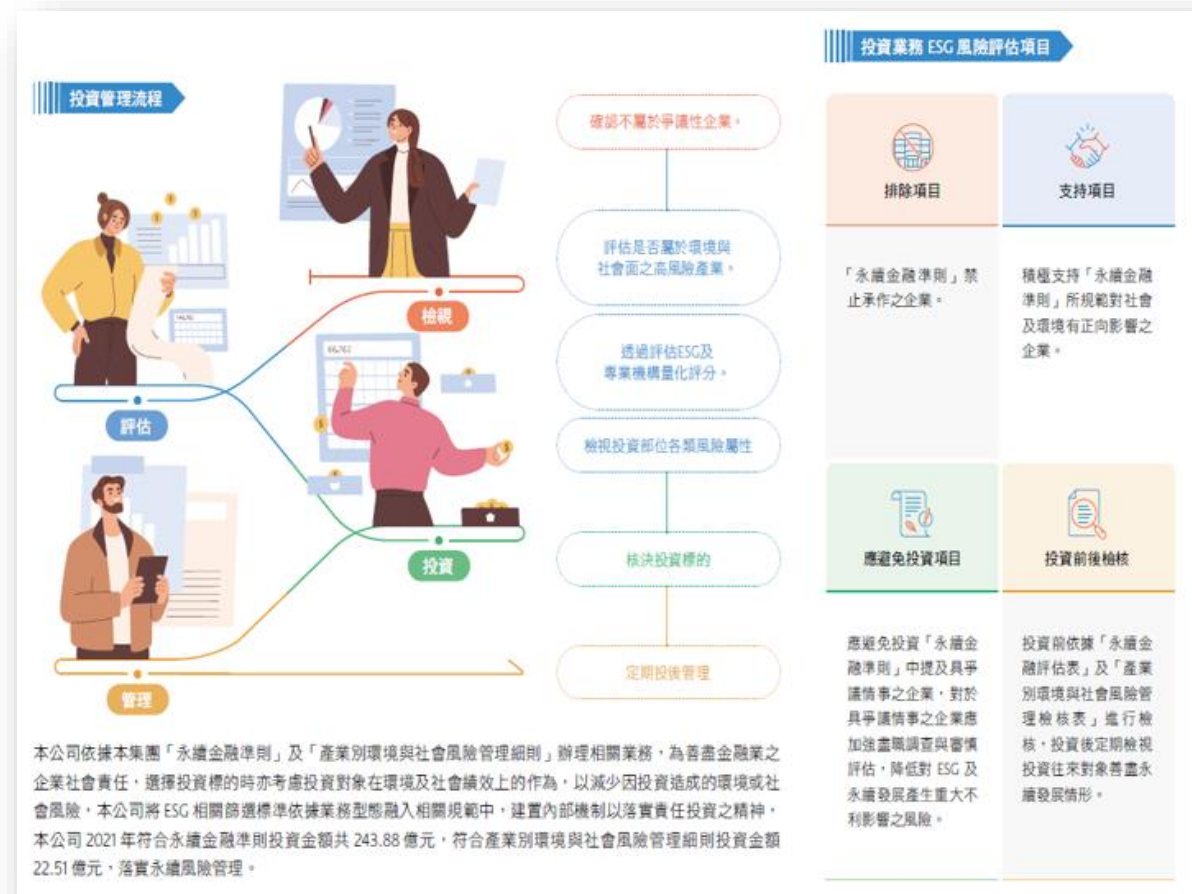 投資管理流程
檢視
評估
投資
管理
確認不屬於爭議性企業。
評估是否屬於環境與
社會面之高風險產業。
透過評估ESG及
專業機構量化評分。
檢視投資部位各類風險屬性
核決投資標的
定期投後管理
本公司依據本集團「永續金融準則」及「產業別環境與社會風險管理細則」辦理相關業務,為善盡金融業之
企業社會責任,選擇投資標的時亦考慮投資對象在環境及社會績效上的作為,以減少因投資造成的環境或社
會風險,本公司將 ESG 相關篩選標準依據業務型態融入相關規範中,建置內部機制以落實責任投資之精神,
本公司 2021 年符合永續金融準則投資金額共 243.88 億元,符合產業別環境與社會風險管理細則投資金額
22.51 億元,落實永續風險管理。
投資業務 ESG 風險評估項目
排除項目
「永續金融準則」禁
止承作之企業。
支持項目
積極支持「永續金融
準則」所規範對社會
及環境有正向影響之
企業。
應避免投資項目
應避免投資「永續金
融準則」中提及具爭
議情事之企業,對於
具爭議情事之企業應
加強盡職調查與審慎
評估,降低對 ESG 及
永續發展產生重大不
利影響之風險。
投資前後檢核
投資前依據「永續金
融評估表」及「產業
別環境與社會風險管
理檢核表」進行檢
核,投資後定期檢視
投資往來對象善盡永
續發展情形。